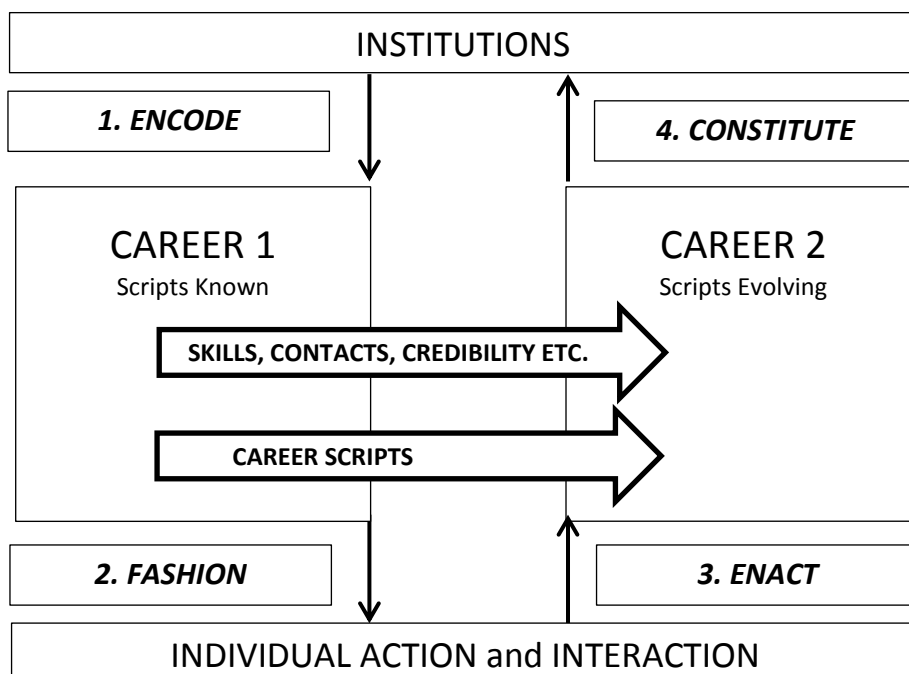 INSTITUTIONS
1. ENCODE
4. CONSTITUTE
CAREER 1
Scripts Known
CAREER 2
Scripts Evolving
SKILLS, CONTACTS, CREDIBILITY ETC.
CAREER SCRIPTS
2. FASHION
3. ENACT
INDIVIDUAL ACTION and INTERACTION